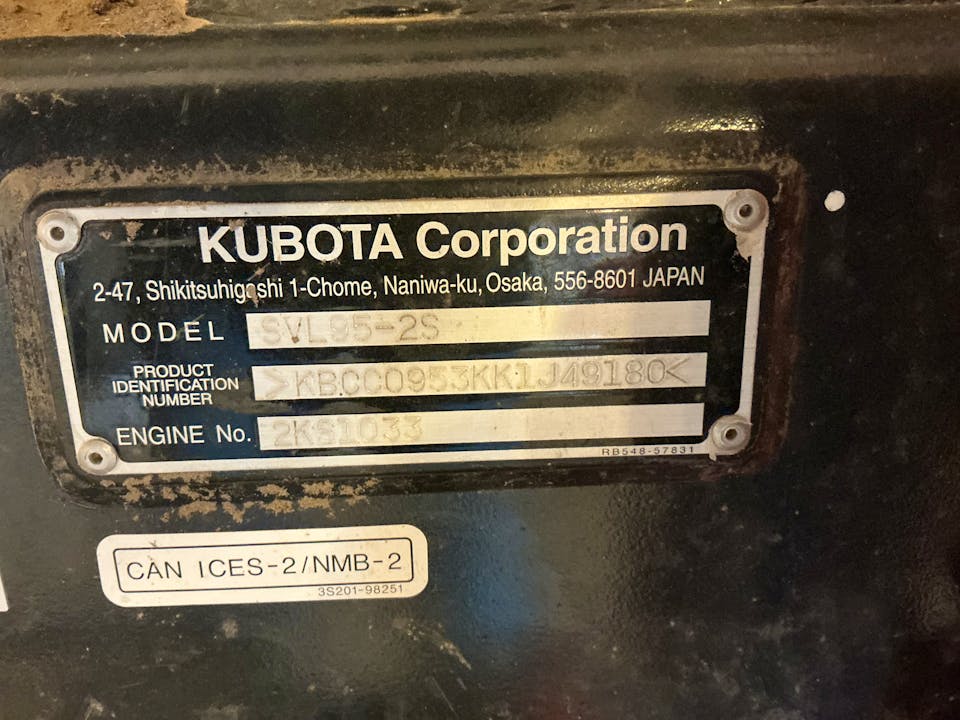 KUBOTA Corporation
2-47, Shikitsuhigashi 1-Chome, Naniwa-ku, Osaka, 556-8601 JAPAN
MODEL SVL95-2S
PRODUCT
IDENTIFICATION
NUMBER >KBCC0953KK1J49180<
ENGINE No. 2KS1033
RB548-57831
CAN ICES-2/NMB-2
3S201-98251